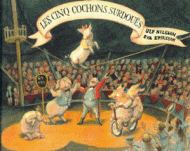 LES CINQ COCHONS SURDOUÉS
ULF NILSSON
EVA ERIKSSON